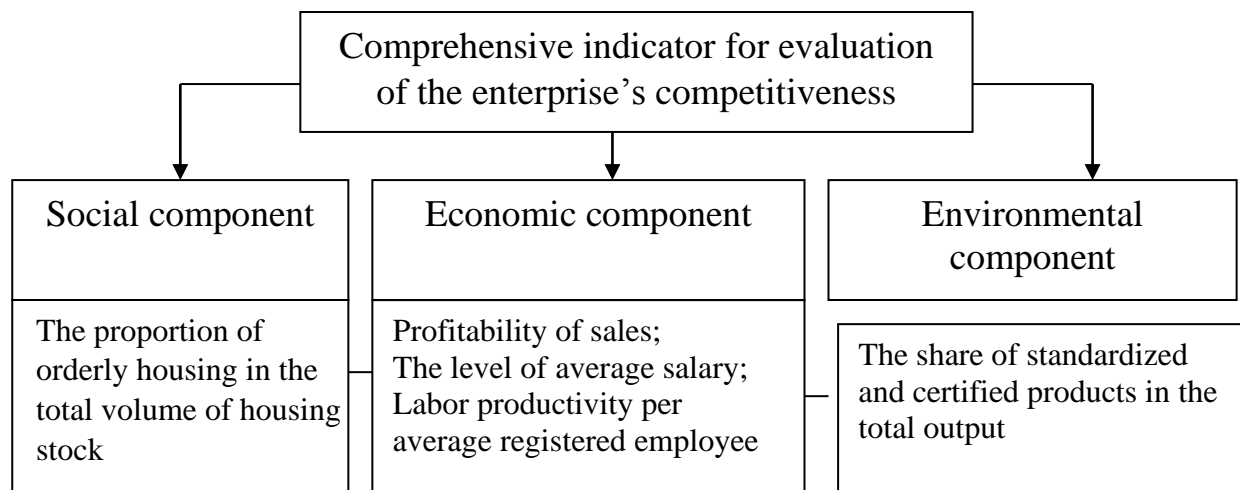 Comprehensive indicator for evaluation
of the enterprise’s competitiveness
Social component
Economic component
Environmental
component
The proportion of
orderly housing in the
total volume of housing
stock
Profitability of sales;
The level of average salary;
Labor productivity per
average registered employee
The share of standardized
and certified products in the
total output